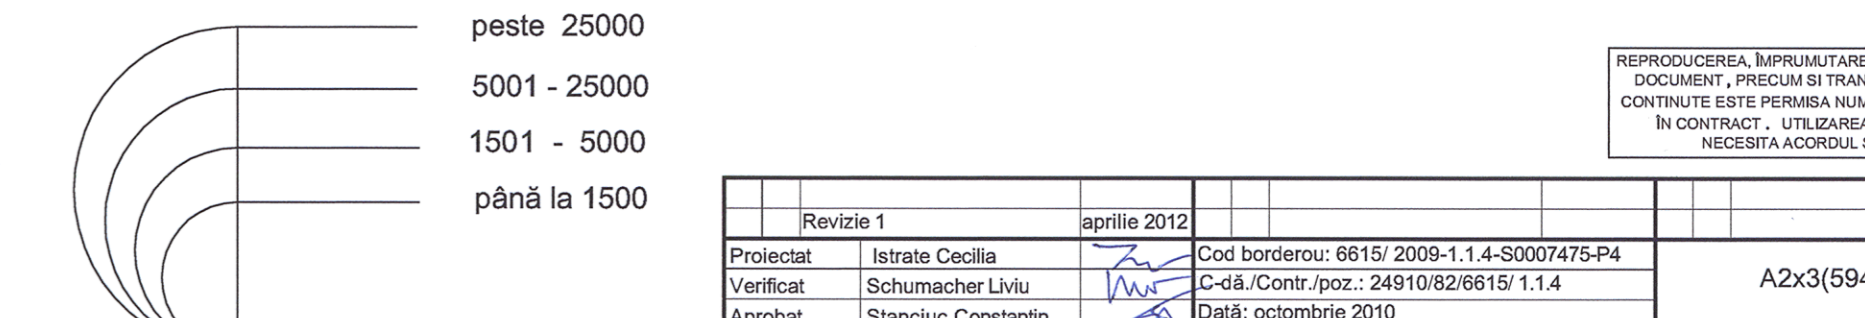 peste 25000
5001 - 25000
1501 - 5000
până la 1500
REPRODUCEREA, ÎMPRUMUTARE
DOCUMENT, PRECUM SI TRAN
CONTINUTE ESTE PERMISA NUM
ÎN CONTRACT. UTILIZAREA
NECESITA ACORDUL S
Revizie 1 aprilie 2012
Proiectat Istrate Cecilia Cod borderou: 6615/ 2009-1.1.4-S0007475-P4
Verificat Schumacher Liviu C-dă./Contr./poz.: 24910/82/6615/ 1.1.4 A2x3(594
Aprobat Stanciuc Constantin Dată: octombrie 2010